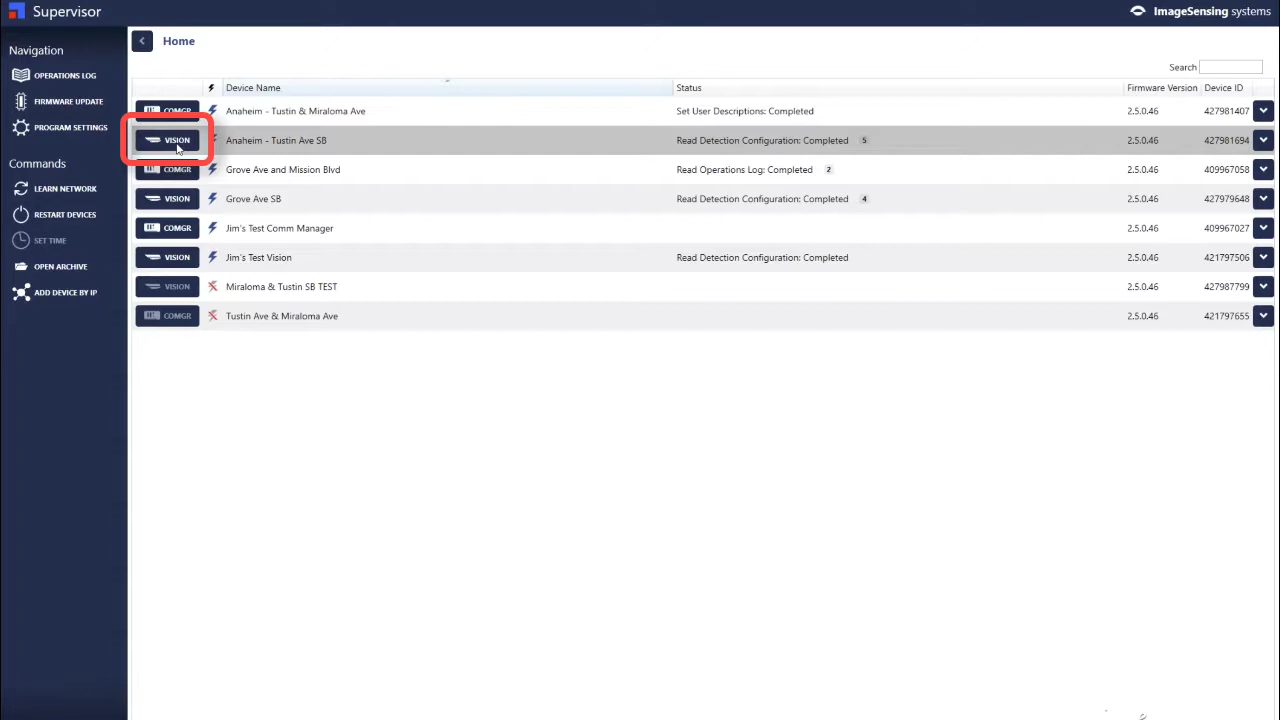 Supervisor
ImageSensing systems
Navigation
OPERATIONS LOG
FIRMWARE UPDATE
PROGRAM SETTINGS
Commands
LEARN NETWORK
RESTART DEVICES
SET TIME
OPEN ARCHIVE
ADD DEVICE BY IP
Home
Search
Device Name Status Firmware Version Device ID
COMGR Anaheim - Tustin & Miraloma Ave Set User Descriptions: Completed 2.5.0.46 427981407
VISION Anaheim - Tustin Ave SB Read Detection Configuration: Completed 5 2.5.0.46 427981694
COMGR Grove Ave and Mission Blvd Read Operations Log: Completed 2 2.5.0.46 409967058
VISION Grove Ave SB Read Detection Configuration: Completed 4 2.5.0.46 427979648
COMGR Jim's Test Comm Manager 2.5.0.46 409967027
VISION Jim's Test Vision Read Detection Configuration: Completed 2.5.0.46 421797506
VISION Miraloma & Tustin SB TEST 2.5.0.46 427987799
COMGR Tustin Ave & Miraloma Ave 2.5.0.46 421797655